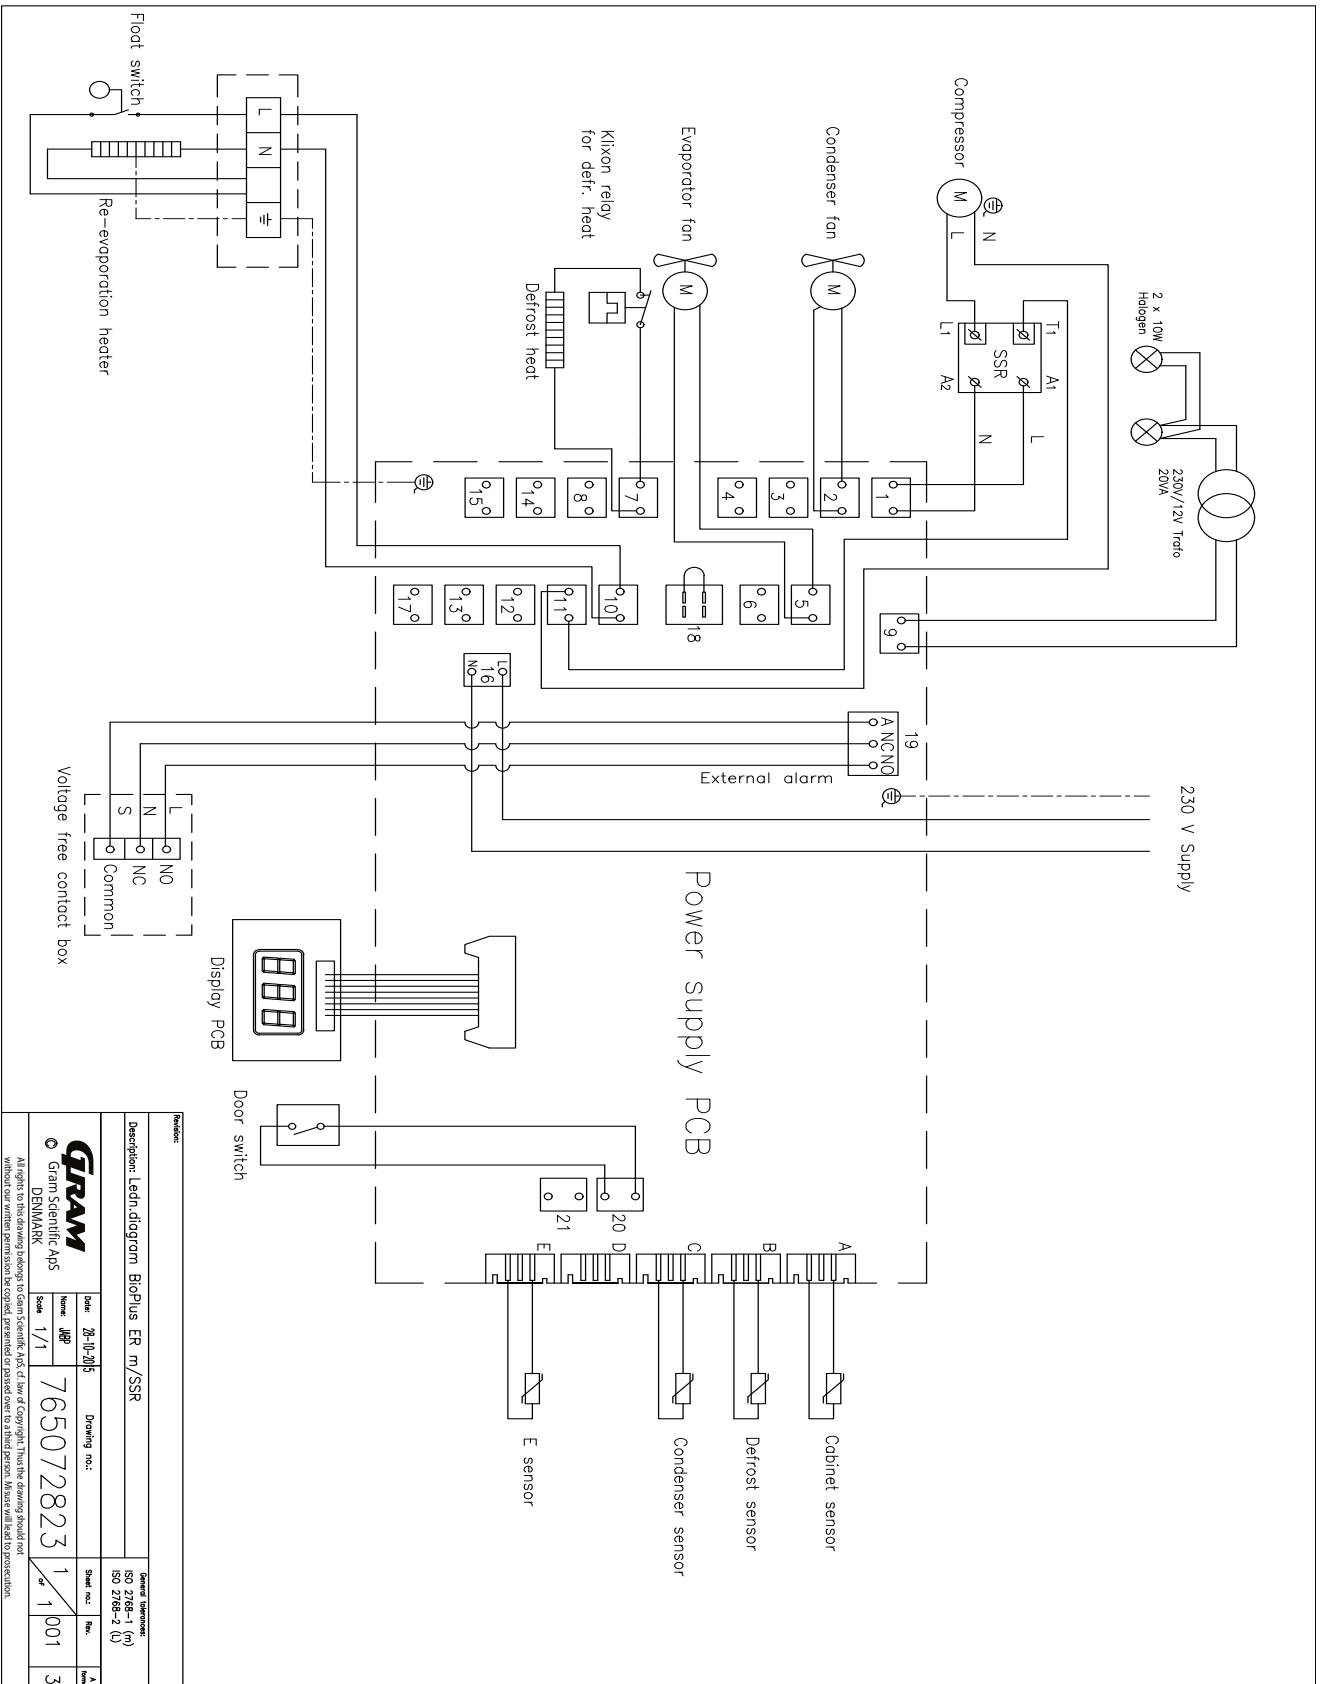 230 V Supply
2 x 10W
Halogen
230V/12V Trafo
20VA
Compressor
M
N
L
T1
L1
SSR
A1
A2
L
N
Condenser fan
M
Evaporator fan
M
Klixon relay
for defr. heat
Defrost heat
Float switch
L
N
Re-evaporation heater
1
2
3
4
7
8
14
15
9
5
6
18
10
11
12
13
17
L
16
N
19
A
NC
NO
External alarm
L
N
S
NO
NC
Common
Voltage free contact box
Power supply PCB
Display PCB
Door switch
20
21
A
B
C
D
E
Cabinet sensor
Defrost sensor
Condenser sensor
E sensor
Revision:
Description: Ledn.diagram BioPlus ER m/SSR
General tolerances:
ISO 2768-1 (m)
ISO 2768-2 (L)
GRAM
© Gram Scientific ApS
DENMARK
Date: 28-10-2015
Name: JABP
Scale 1/1
Drawing no.:
765072823
Sheet no.:
1 OF 1
Rev.
001
A
3
All rights to this drawing belongs to Gram Scientific ApS, cf. law of Copyright. Thus the drawing should not
without our written permission be copied, presented or passed over to a third person. Misuse will lead to prosecution.